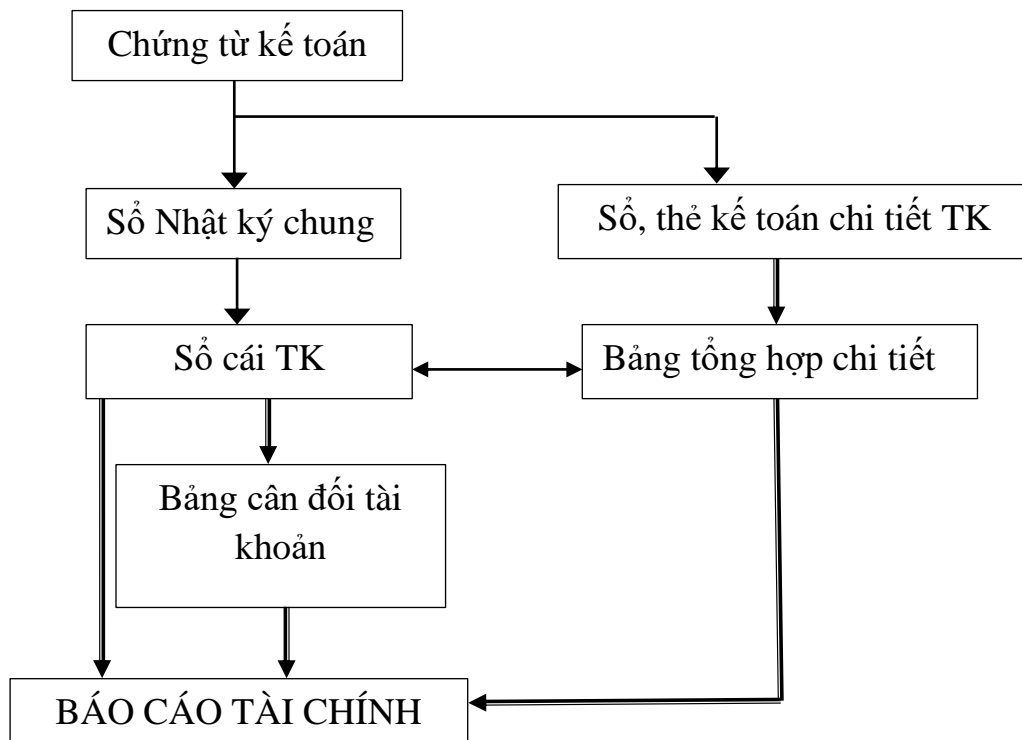 Chứng từ kế toán
Sổ Nhật ký chung
Sổ, thẻ kế toán chi tiết TK
Sổ cái TK
Bảng tổng hợp chi tiết
Bảng cân đối tài
khoản
BÁO CÁO TÀI CHÍNH